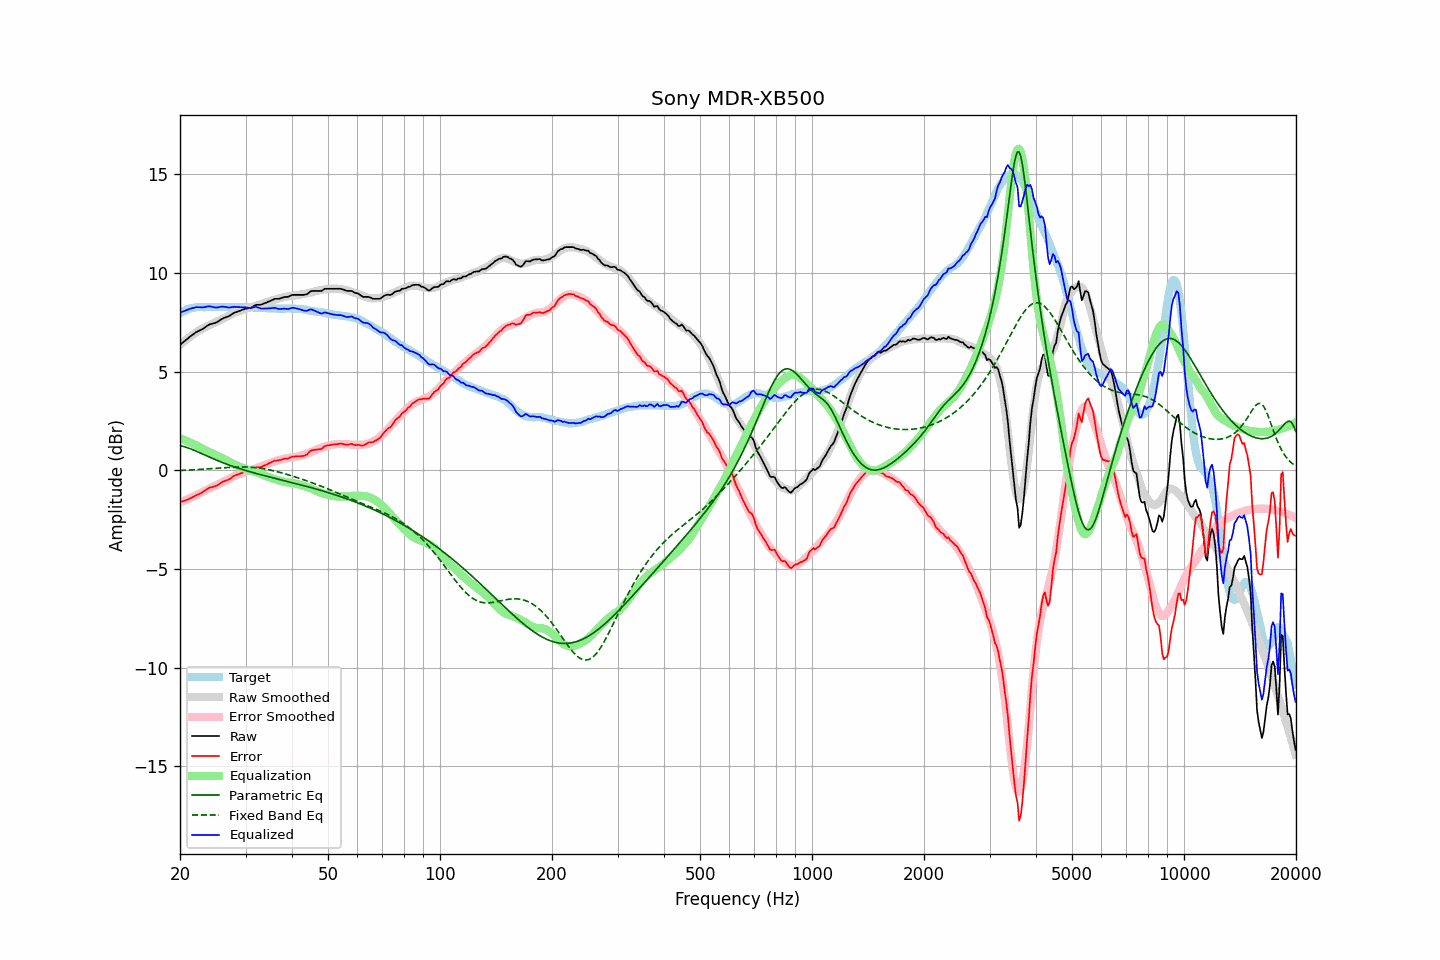 Sony MDR-XB500
Amplitude (dBr)
15
10
5
0
−5
−10
−15
Target
Raw Smoothed
Error Smoothed
Raw
Error
Equalization
Parametric Eq
Fixed Band Eq
Equalized
20 50 100 200 500 1000 2000 5000 10000 20000
Frequency (Hz)